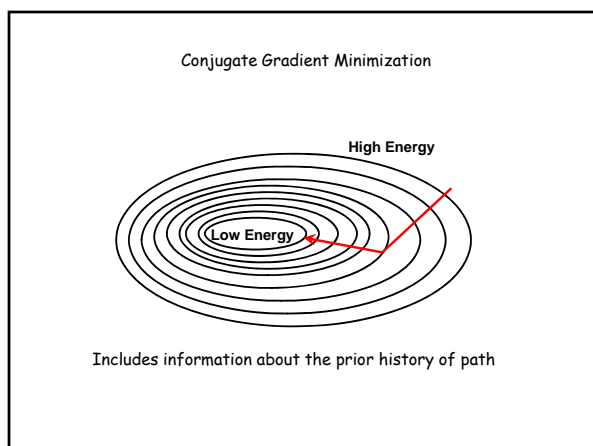 Conjugate Gradient Minimization
High Energy
Low Energy
Includes information about the prior history of path